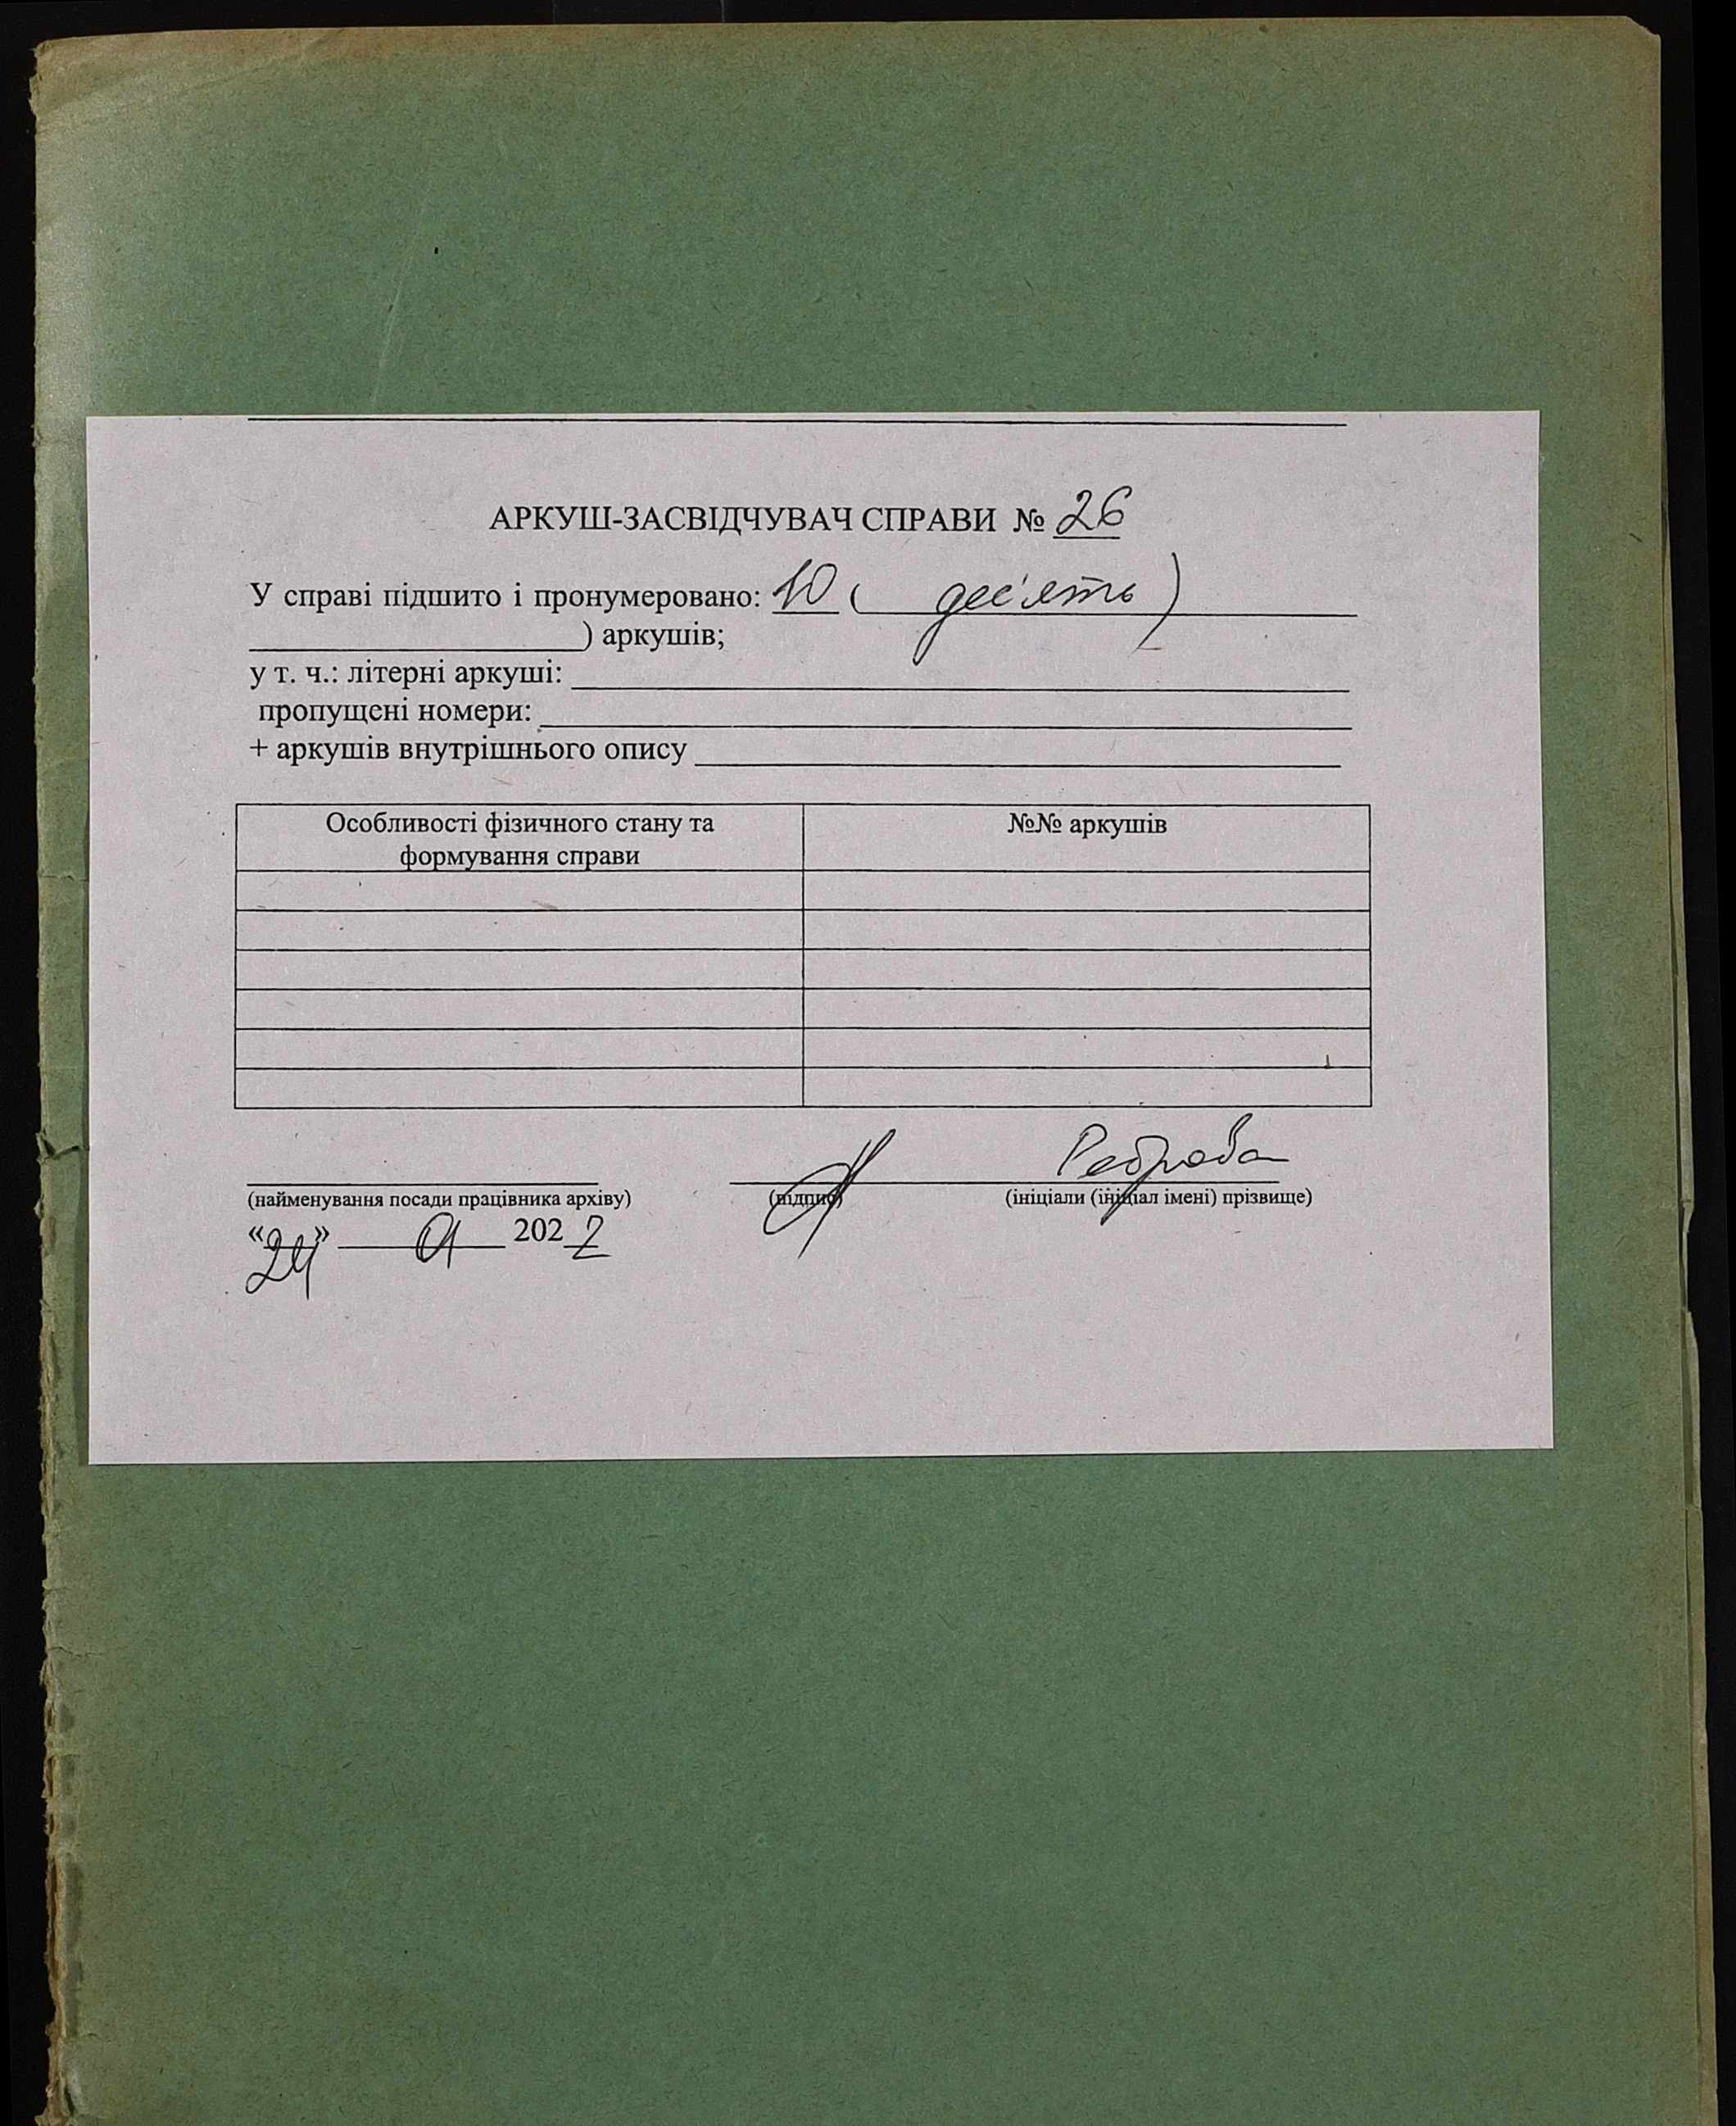 АРКУШ-ЗАСВІДЧУВАЧ СПРАВИ № 26
У справі підшито і пронумеровано: 10 ( десять )
) аркушів;
у т. ч.: літерні аркуші:
пропущені номери:
+ аркушів внутрішнього опису
Особливості фізичного стану та
формування справи
№№ аркушів
(найменування посади працівника архіву) (підпис) (ініціали (ініціал імені) прізвище)
«24» 01 2022